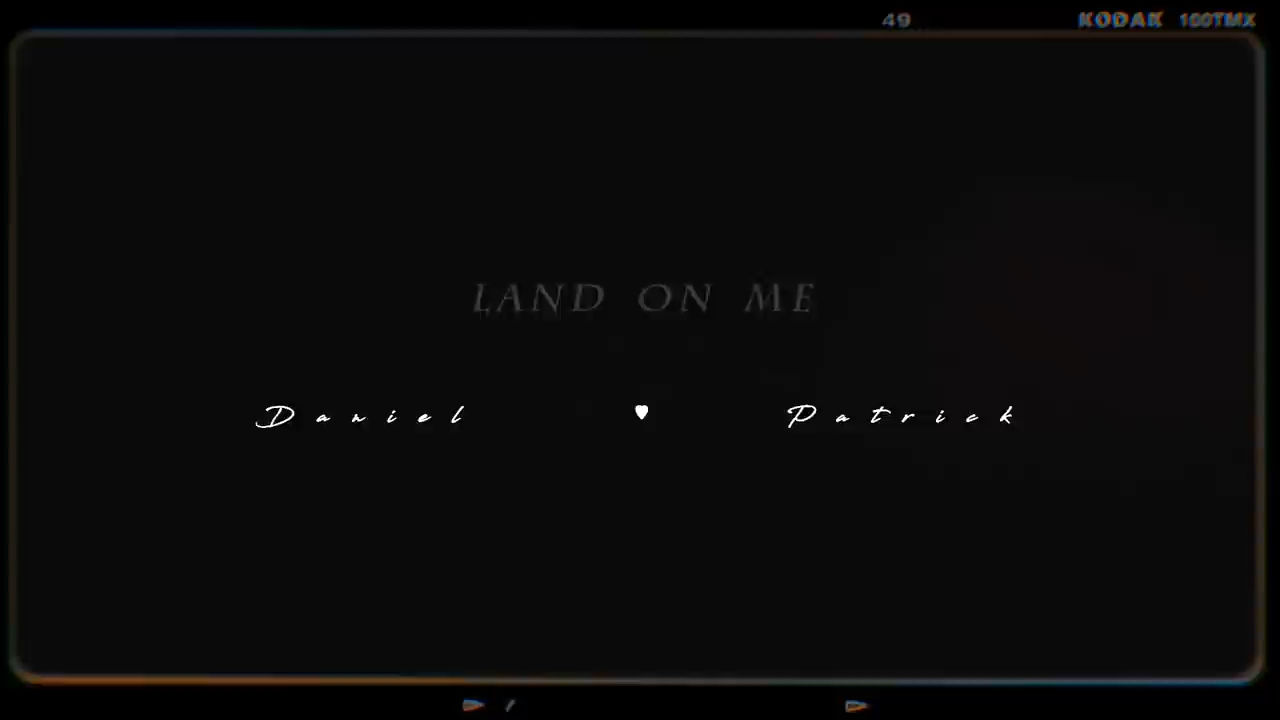 49 KODAK 100TMX
LAND ON ME
Daniel ♥ Patrick